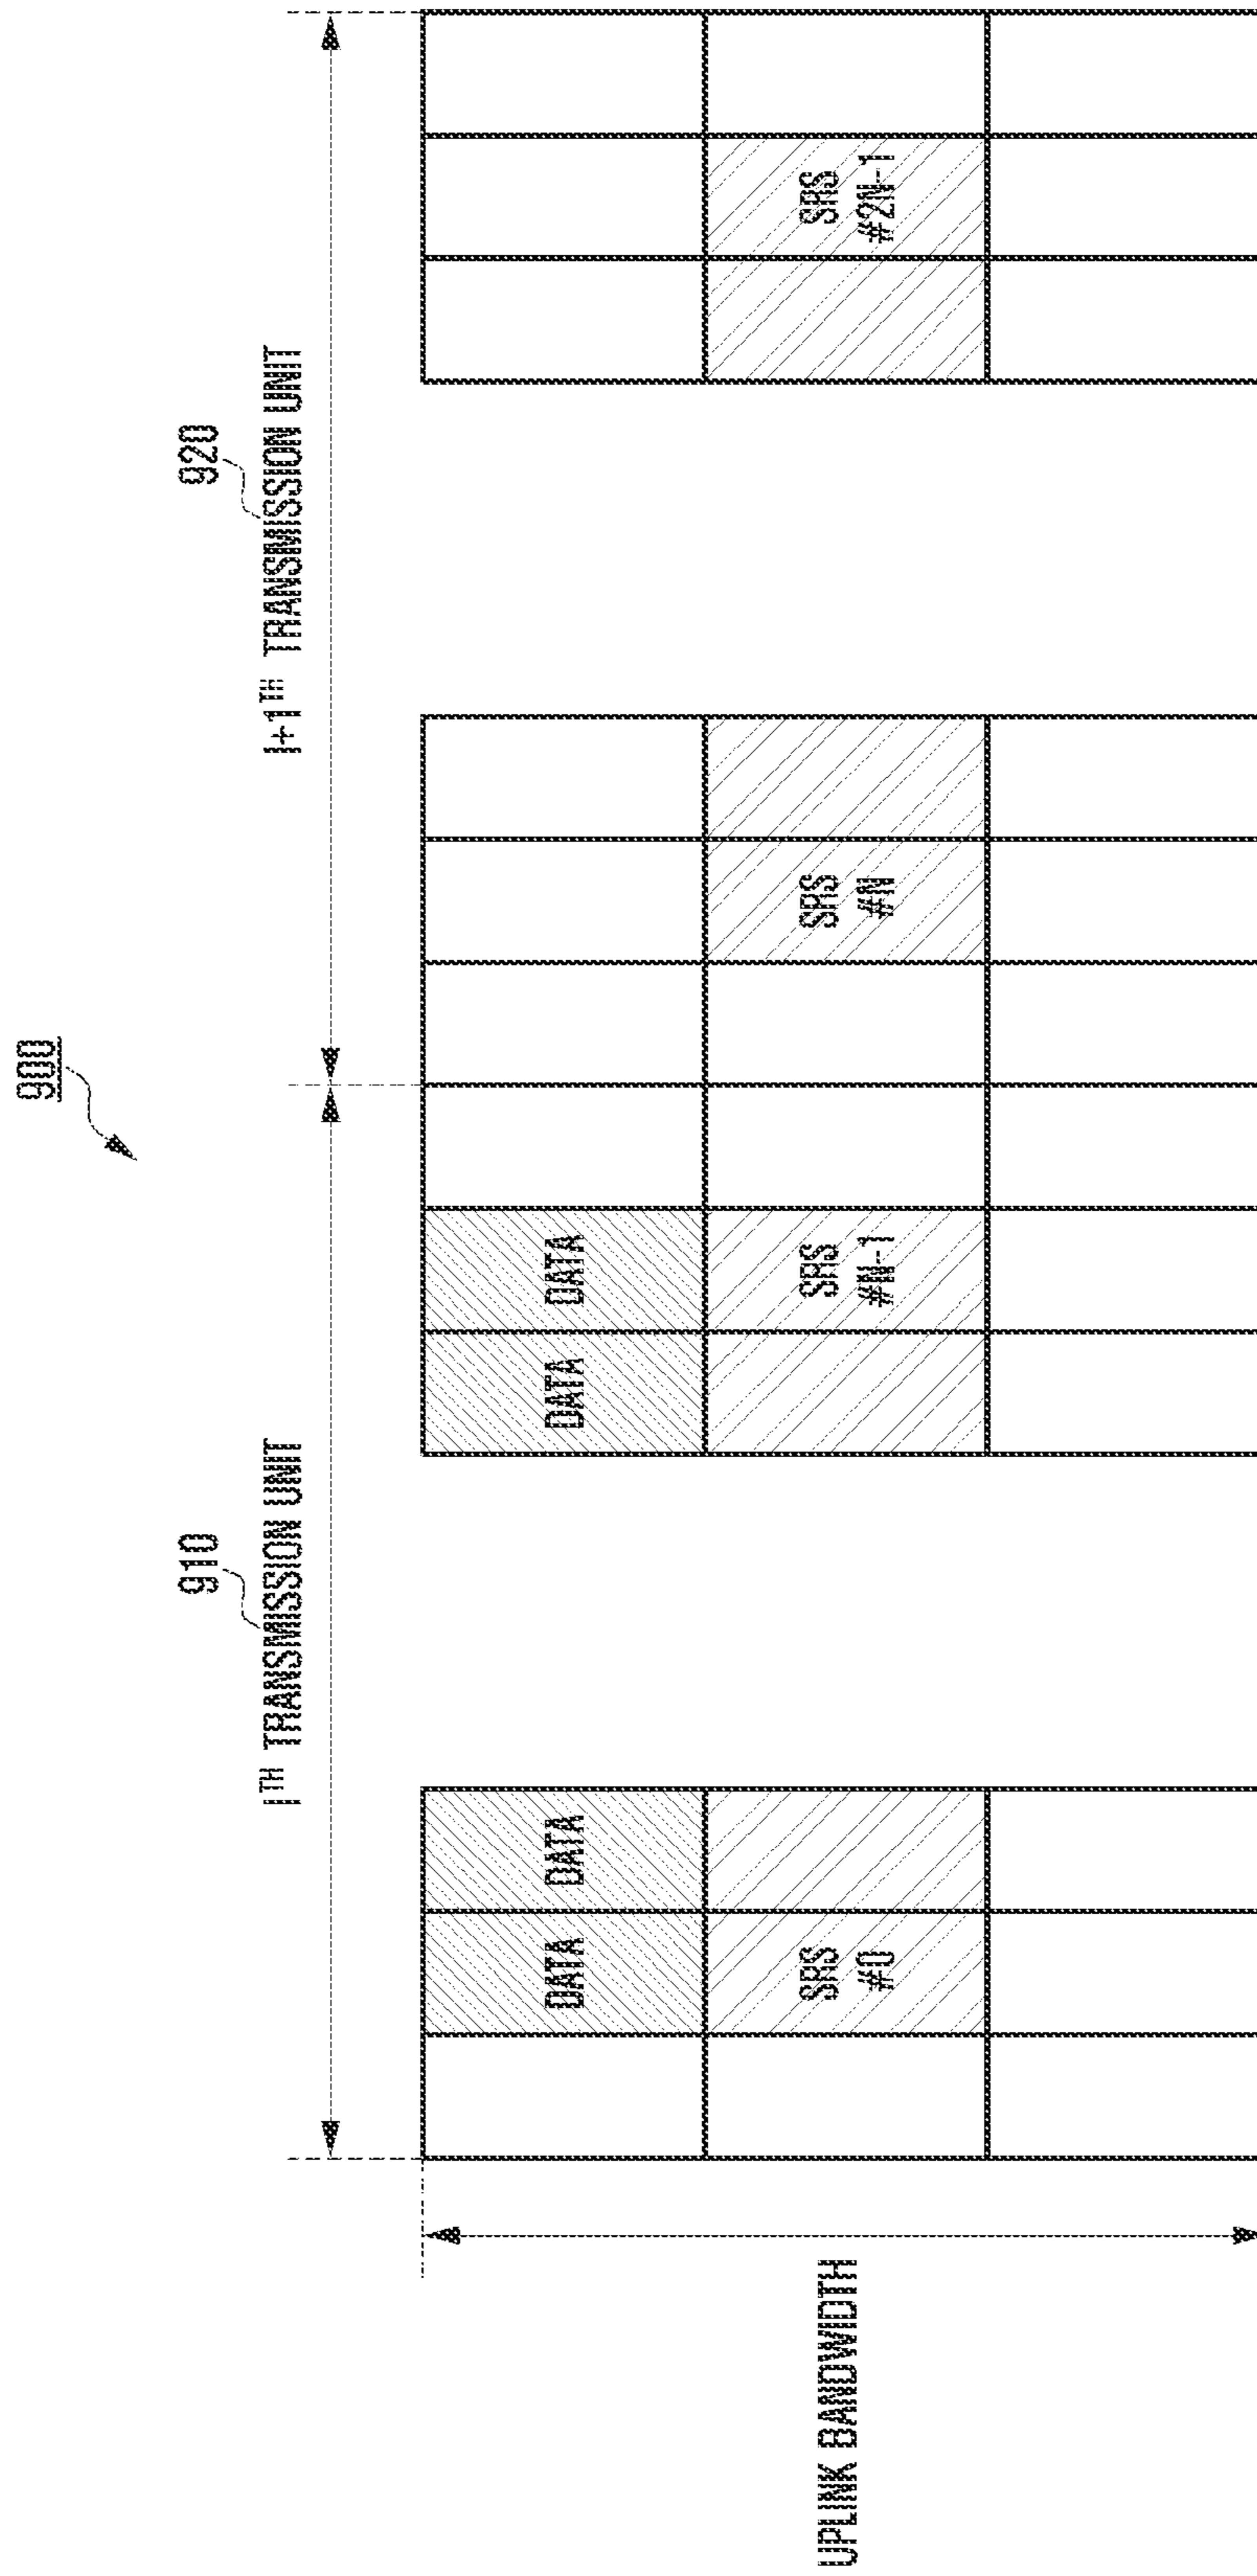 900
910
920
ITH TRANSMISSION UNIT
I+1TH TRANSMISSION UNIT
UPLINK BANDWIDTH
DATA
DATA
DATA
DATA
SRS
#0
SRS
#N-1
SRS
#N
SRS
#2N-1